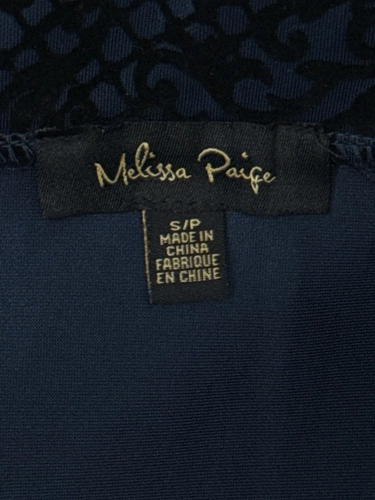 Melissa Paige
S/P
MADE IN
CHINA
FABRIQUE
EN CHINE